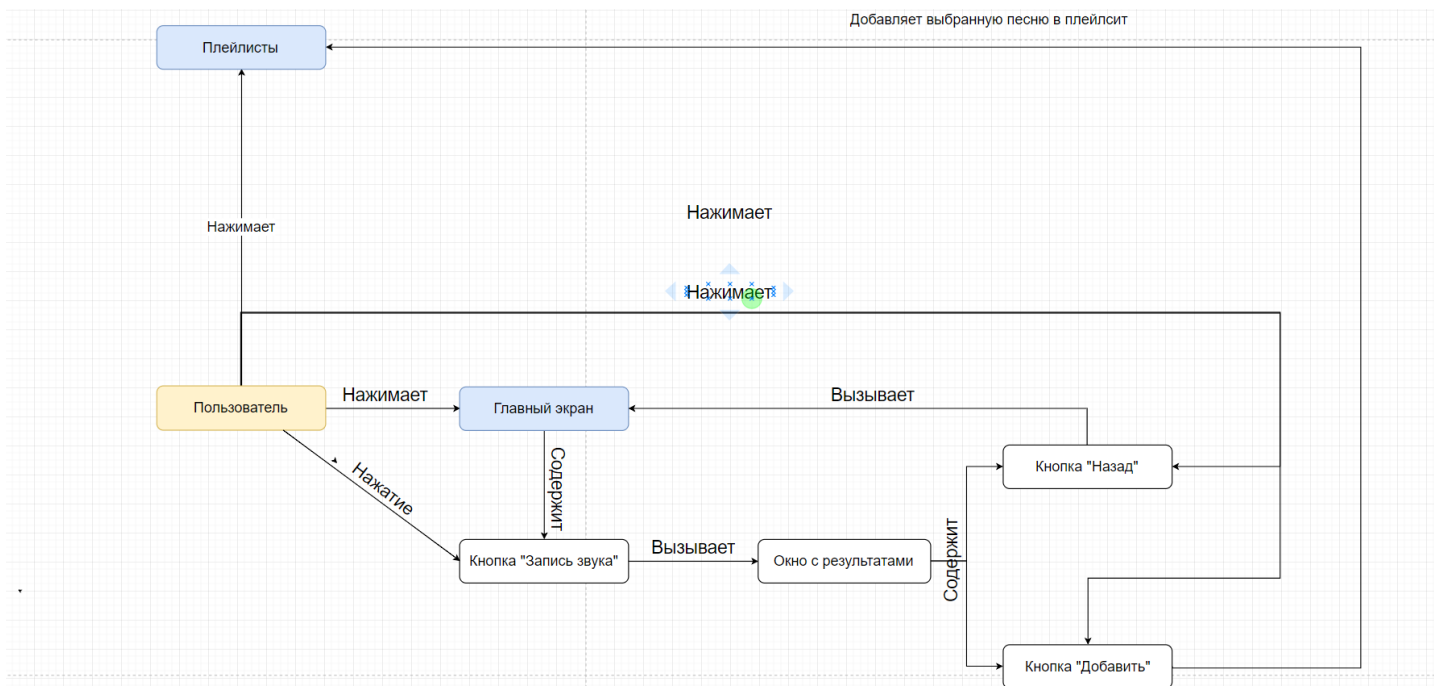 Добавляет выбранную песню в плейлсит
Плейлисты
Нажимает
Нажимает
Нажимает
Пользователь
Нажимает
Главный экран
Вызывает
Нажатие
Содержит
Кнопка "Назад"
Кнопка "Запись звука"
Вызывает
Окно с результатами
Содержит
Кнопка "Добавить"